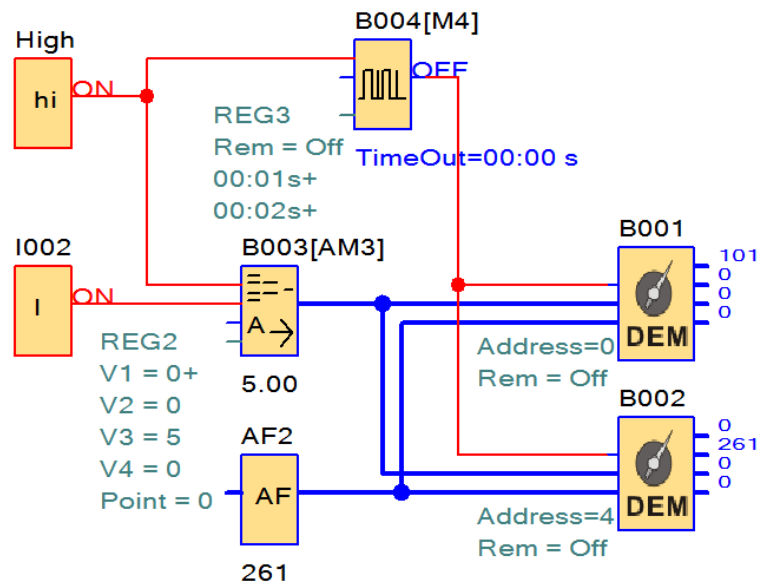 High
hi
ON
B004[M4]
OFF
REG3
Rem = Off
00:01s+
00:02s+
TimeOut=00:00 s
I002
I
ON
B003[AM3]
A
5.00
REG2
V1 = 0+
V2 = 0
V3 = 5
V4 = 0
Point = 0
AF2
AF
261
B001
DEM
101
0
0
0
Address=0
Rem = Off
B002
DEM
0
261
0
0
Address=4
Rem = Off